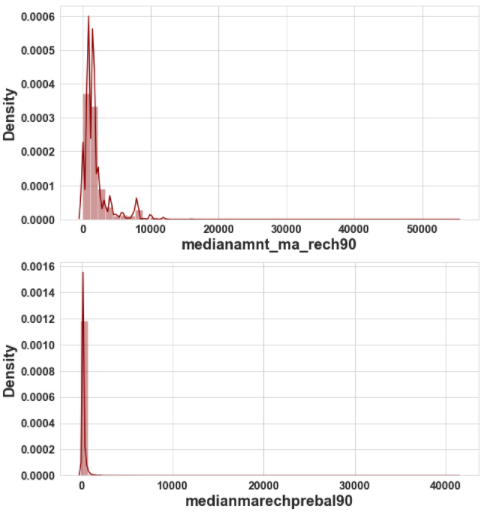 Density
0.0006
0.0005
0.0004
0.0003
0.0002
0.0001
0.0000
0 10000 20000 30000 40000 50000
medianamnt_ma_rech90
Density
0.0016
0.0014
0.0012
0.0010
0.0008
0.0006
0.0004
0.0002
0.0000
0 10000 20000 30000 40000
medianmarechprebal90